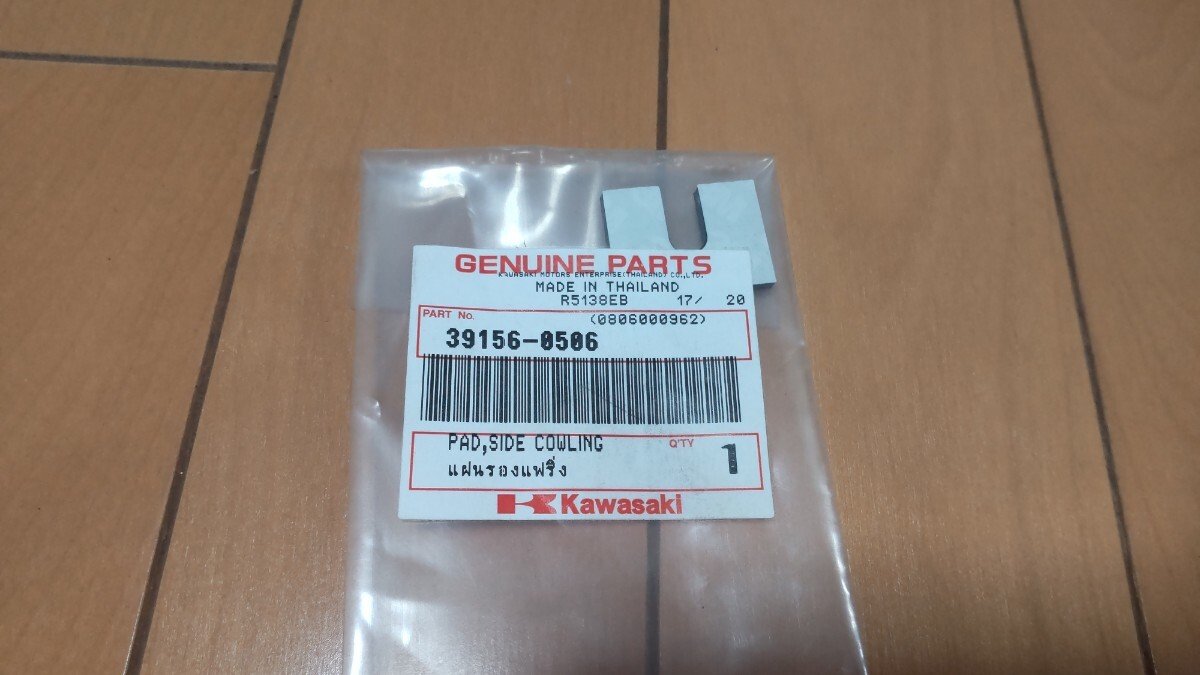 GENUINE PARTS
KAWASAKI MOTORS ENTERPRISE(THAILAND) CO.,LTD.
MADE IN THAILAND
R5138EB 17/ 20
PART No. (0806000962)
39156-0506
PAD,SIDE COWLING Q'TY 1
แผ่นรองแฟริ่ง
Kawasaki